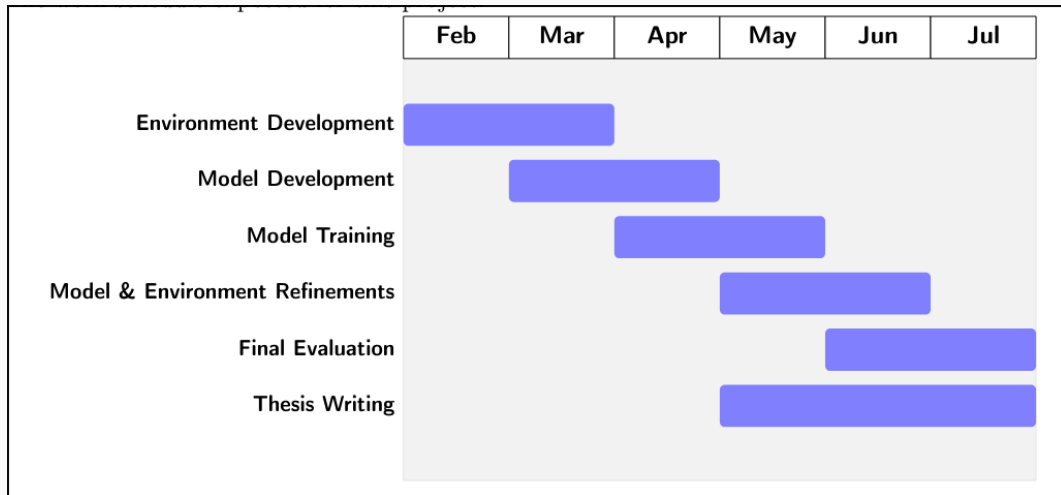 Feb Mar Apr May Jun Jul
Environment Development
Model Development
Model Training
Model & Environment Refinements
Final Evaluation
Thesis Writing